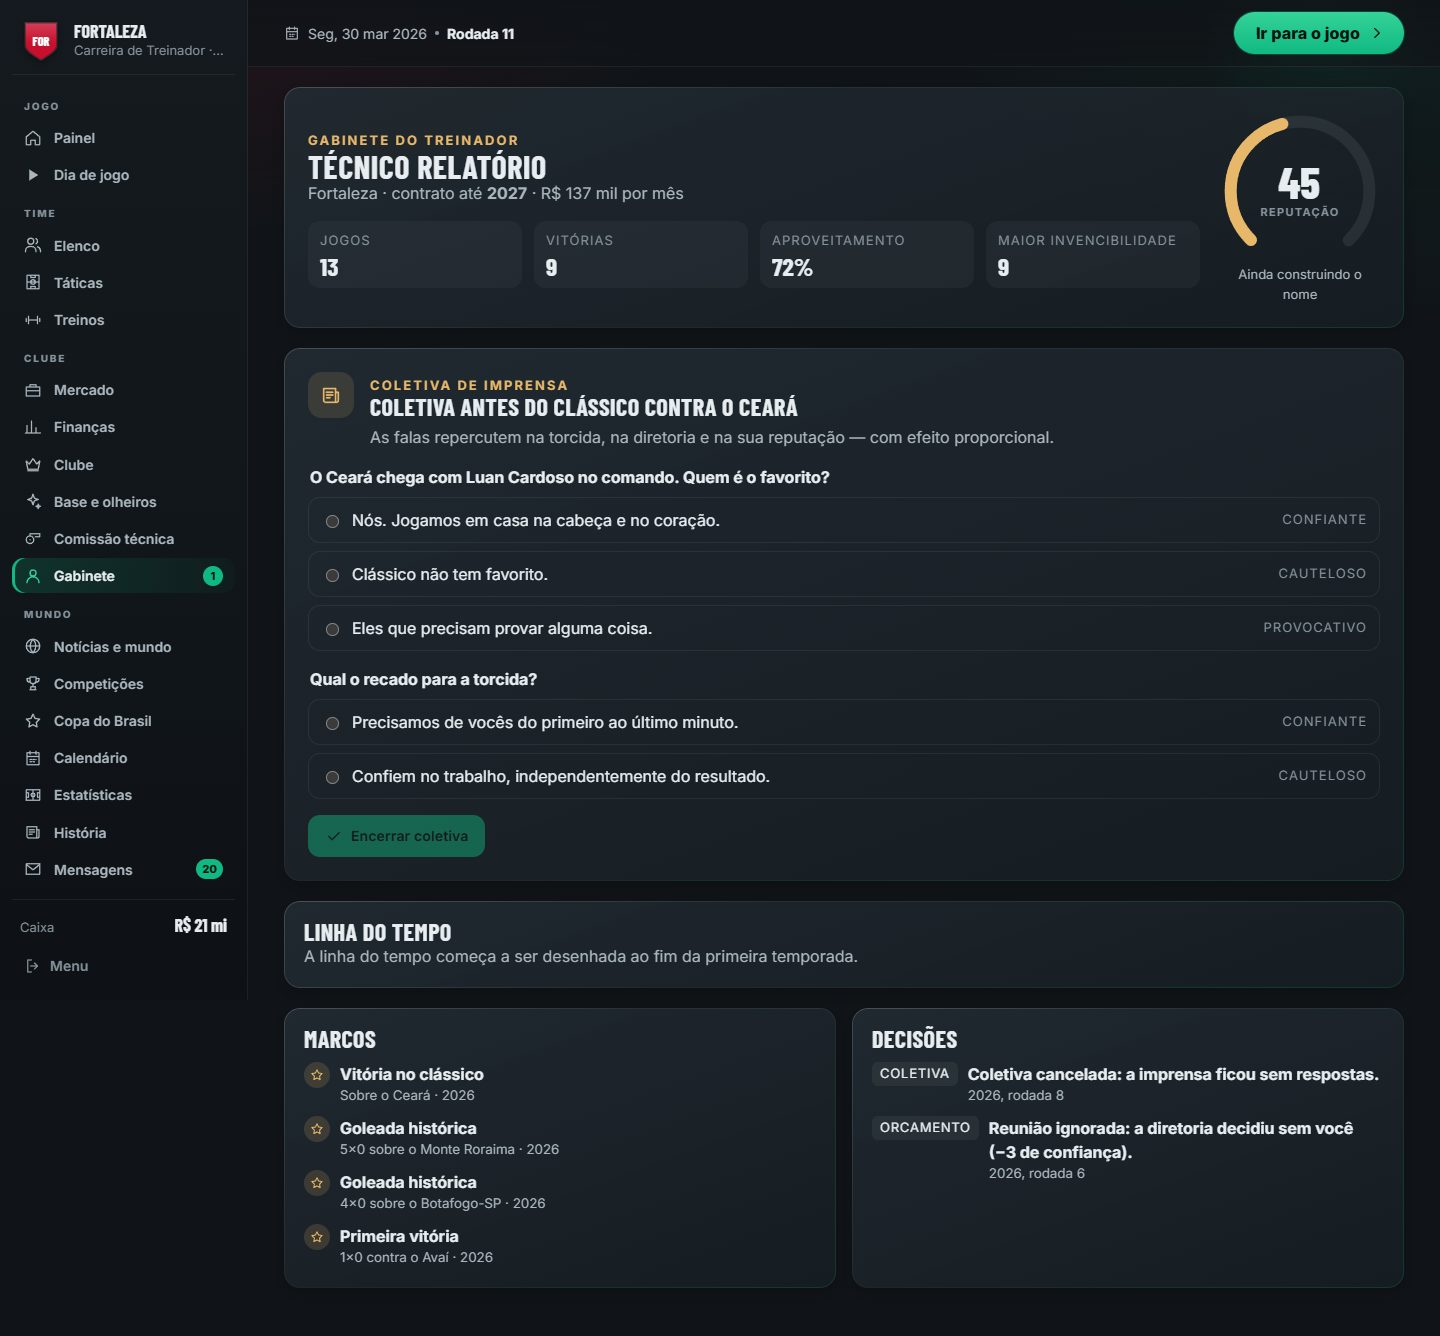 FOR
FORTALEZA
Carreira de Treinador ·...
JOGO
Painel
Dia de jogo
TIME
Elenco
Táticas
Treinos
CLUBE
Mercado
Finanças
Clube
Base e olheiros
Comissão técnica
Gabinete 1
MUNDO
Notícias e mundo
Competições
Copa do Brasil
Calendário
Estatísticas
História
Mensagens 20
Caixa R$ 21 mi
Menu
Seg, 30 mar 2026 • Rodada 11
Ir para o jogo
GABINETE DO TREINADOR
TÉCNICO RELATÓRIO
Fortaleza · contrato até 2027 · R$ 137 mil por mês
JOGOS
13
VITÓRIAS
9
APROVEITAMENTO
72%
MAIOR INVENCIBILIDADE
9
45
REPUTAÇÃO
Ainda construindo o
nome
COLETIVA DE IMPRENSA
COLETIVA ANTES DO CLÁSSICO CONTRA O CEARÁ
As falas repercutem na torcida, na diretoria e na sua reputação — com efeito proporcional.
O Ceará chega com Luan Cardoso no comando. Quem é o favorito?
Nós. Jogamos em casa na cabeça e no coração. CONFIANTE
Clássico não tem favorito. CAUTELOSO
Eles que precisam provar alguma coisa. PROVOCATIVO
Qual o recado para a torcida?
Precisamos de vocês do primeiro ao último minuto. CONFIANTE
Confiem no trabalho, independentemente do resultado. CAUTELOSO
Encerrar coletiva
LINHA DO TEMPO
A linha do tempo começa a ser desenhada ao fim da primeira temporada.
MARCOS
Vitória no clássico
Sobre o Ceará · 2026
Goleada histórica
5×0 sobre o Monte Roraima · 2026
Goleada histórica
4×0 sobre o Botafogo-SP · 2026
Primeira vitória
1×0 contra o Avaí · 2026
DECISÕES
COLETIVA Coletiva cancelada: a imprensa ficou sem respostas.
2026, rodada 8
ORCAMENTO Reunião ignorada: a diretoria decidiu sem você
(−3 de confiança).
2026, rodada 6